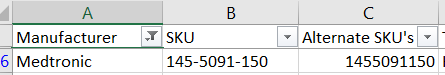 A B C
Manufacturer SKU Alternate SKU's
6 Medtronic 145-5091-150 1455091150